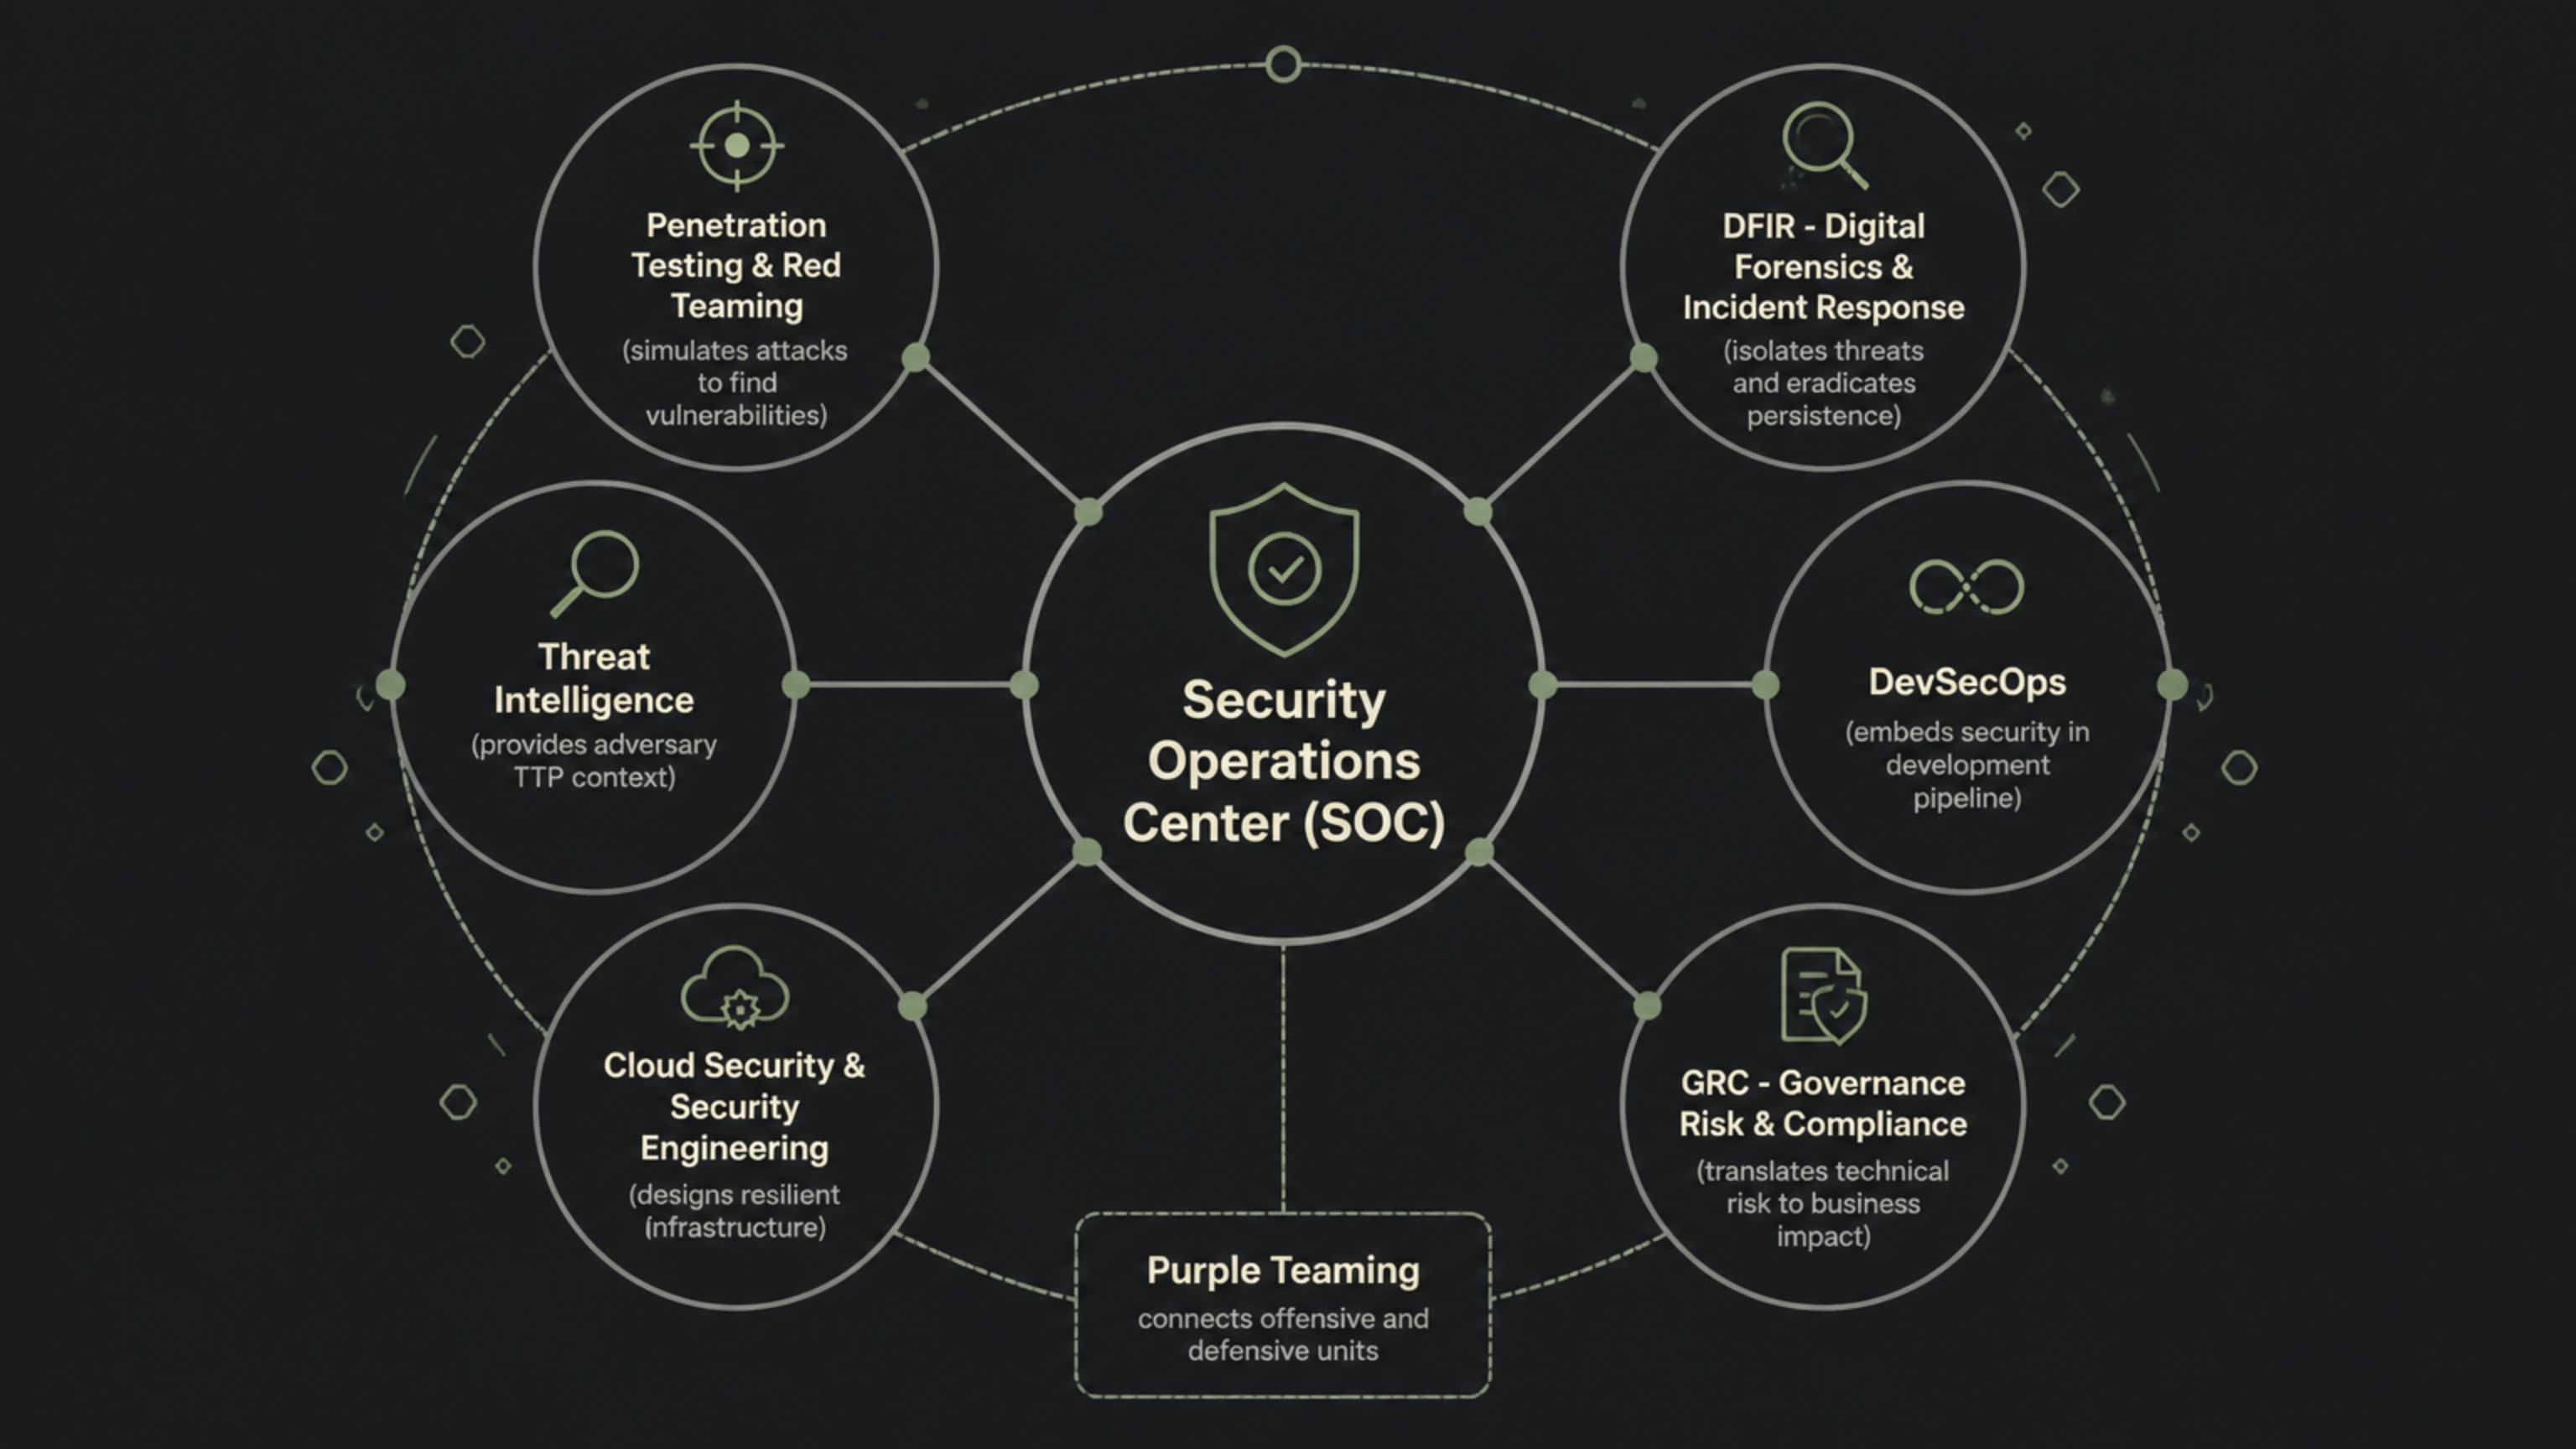 Penetration
Testing & Red
Teaming
(simulates attacks
to find
vulnerabilities)
DFIR - Digital
Forensics &
Incident Response
(isolates threats
and eradicates
persistence)
Threat
Intelligence
(provides adversary
TTP context)
Security
Operations
Center (SOC)
DevSecOps
(embeds security in
development
pipeline)
Cloud Security &
Security
Engineering
(designs resilient
(nfrastructure)
GRC - Governance
Risk & Compliance
(translates technical
risk to business
impact)
Purple Teaming
connects offensive and
defensive units